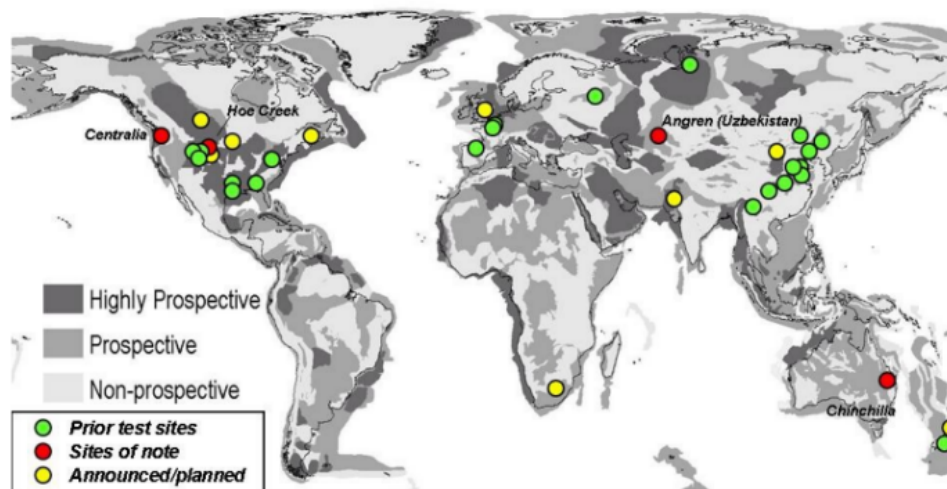 Hoe Creek
Centralia
Angren (Uzbekistan)
Highly Prospective
Prospective
Non-prospective
Chinchilla
Prior test sites
Sites of note
Announced/planned